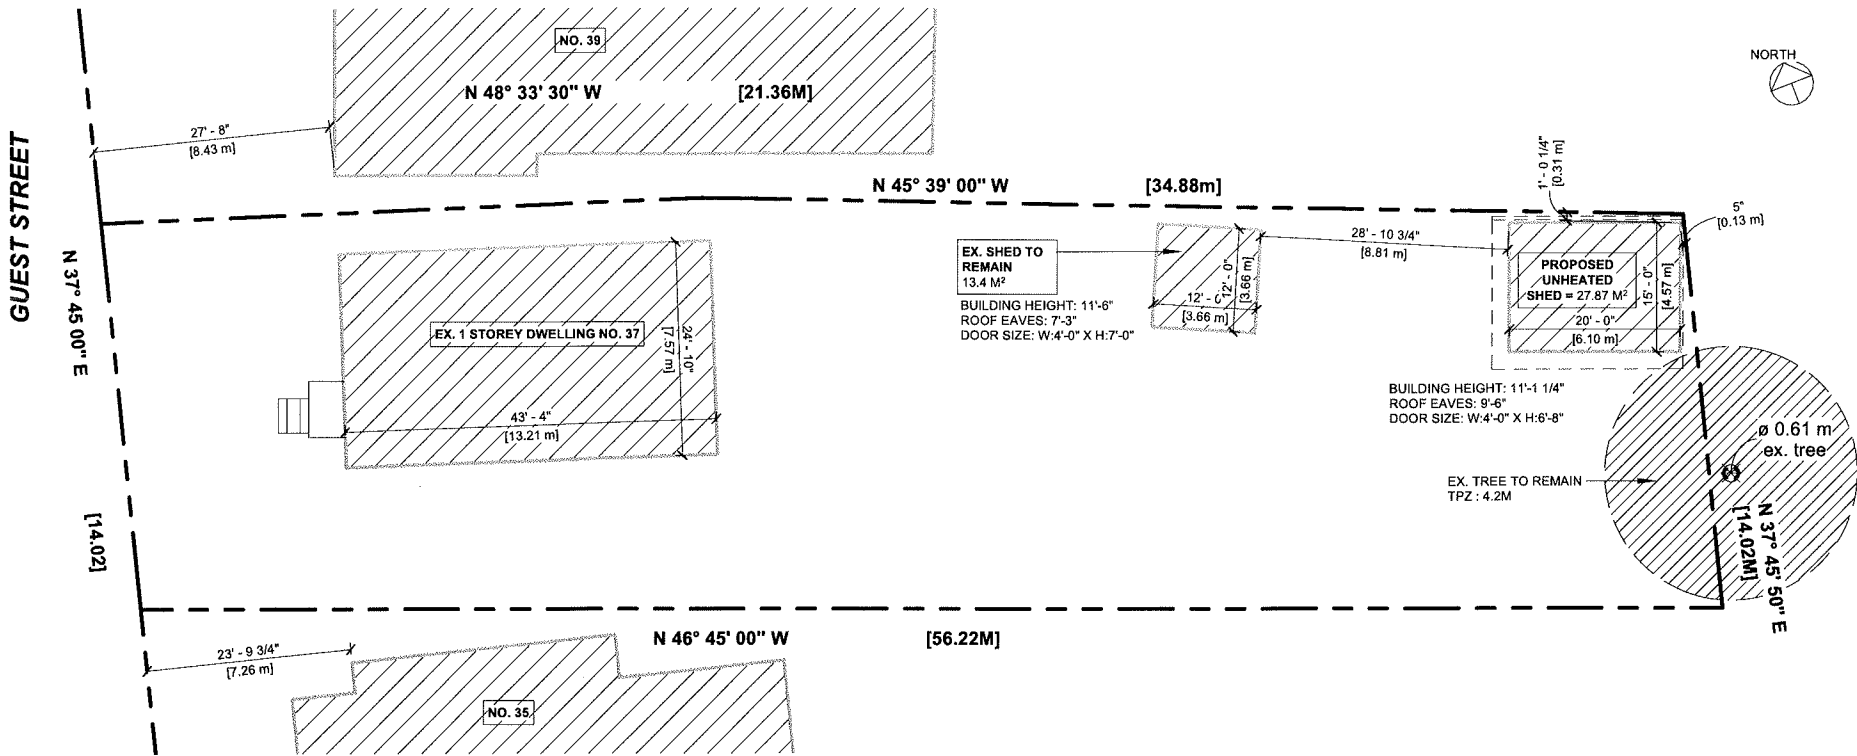 NO. 39
N 48° 33' 30" W [21.36M]
NORTH
27' - 8"
[8.43 m]
GUEST STREET
N 45° 39' 00" W [34.88m]
1' - 0 1/4"
[0.31 m]
5"
[0.13 m]
N 37° 45' 00" E
[14.02]
EX. SHED TO
REMAIN
13.4 M²
BUILDING HEIGHT: 11'-6"
ROOF EAVES: 7'-3"
DOOR SIZE: W:4'-0" X H:7'-0"
12' - 0"
[3.66 m]
12' - 0"
[3.66 m]
28' - 10 3/4"
[8.81 m]
PROPOSED
UNHEATED
SHED = 27.87 M²
15' - 0"
[4.57 m]
20' - 0"
[6.10 m]
EX. 1 STOREY DWELLING NO. 37
24' - 10"
[7.57 m]
43' - 4"
[13.21 m]
BUILDING HEIGHT: 11'-1 1/4"
ROOF EAVES: 9'-6"
DOOR SIZE: W:4'-0" X H:6'-8"
ø 0.61 m
ex. tree
EX. TREE TO REMAIN
TPZ : 4.2M
N 37° 45' 50" E
[14.02M]
N 46° 45' 00" W [56.22M]
23' - 9 3/4"
[7.26 m]
NO. 35